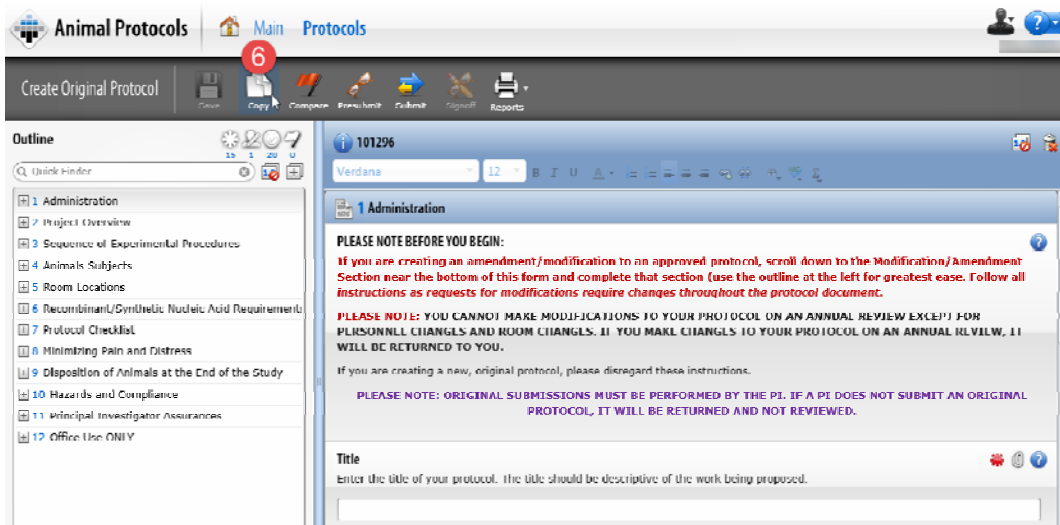 Animal Protocols
Main
Protocols
6
Create Original Protocol
Save
Copy
Compare
Presubmit
Submit
Signoff
Reports
Outline
15 1 20 0
Quick Finder
1 Administration
2 Project Overview
3 Sequence of Experimental Procedures
4 Animals Subjects
5 Room Locations
6 Recombinant/Synthetic Nucleic Acid Requirements
7 Protocol Checklist
8 Minimizing Pain and Distress
9 Disposition of Animals at the End of the Study
10 Hazards and Compliance
11 Principal Investigator Assurances
12 Office Use ONLY
101296
Verdana 12 B I U A
1 Administration
PLEASE NOTE BEFORE YOU BEGIN:
If you are creating an amendment/modification to an approved protocol, scroll down to the Modification/Amendment
Section near the bottom of this form and complete that section (use the outline at the left for greatest ease. Follow all
instructions as requests for modifications require changes throughout the protocol document.
PLEASE NOTE: YOU CANNOT MAKE MODIFICATIONS TO YOUR PROTOCOL ON AN ANNUAL REVIEW EXCEPT FOR
PERSONNEL CHANGES AND ROOM CHANGES. IF YOU MAKE CHANGES TO YOUR PROTOCOL ON AN ANNUAL REVIEW, IT
WILL BE RETURNED TO YOU.
If you are creating a new, original protocol, please disregard these instructions.
PLEASE NOTE: ORIGINAL SUBMISSIONS MUST BE PERFORMED BY THE PI. IF A PI DOES NOT SUBMIT AN ORIGINAL
PROTOCOL, IT WILL BE RETURNED AND NOT REVIEWED.
Title
Enter the title of your protocol. The title should be descriptive of the work being proposed.